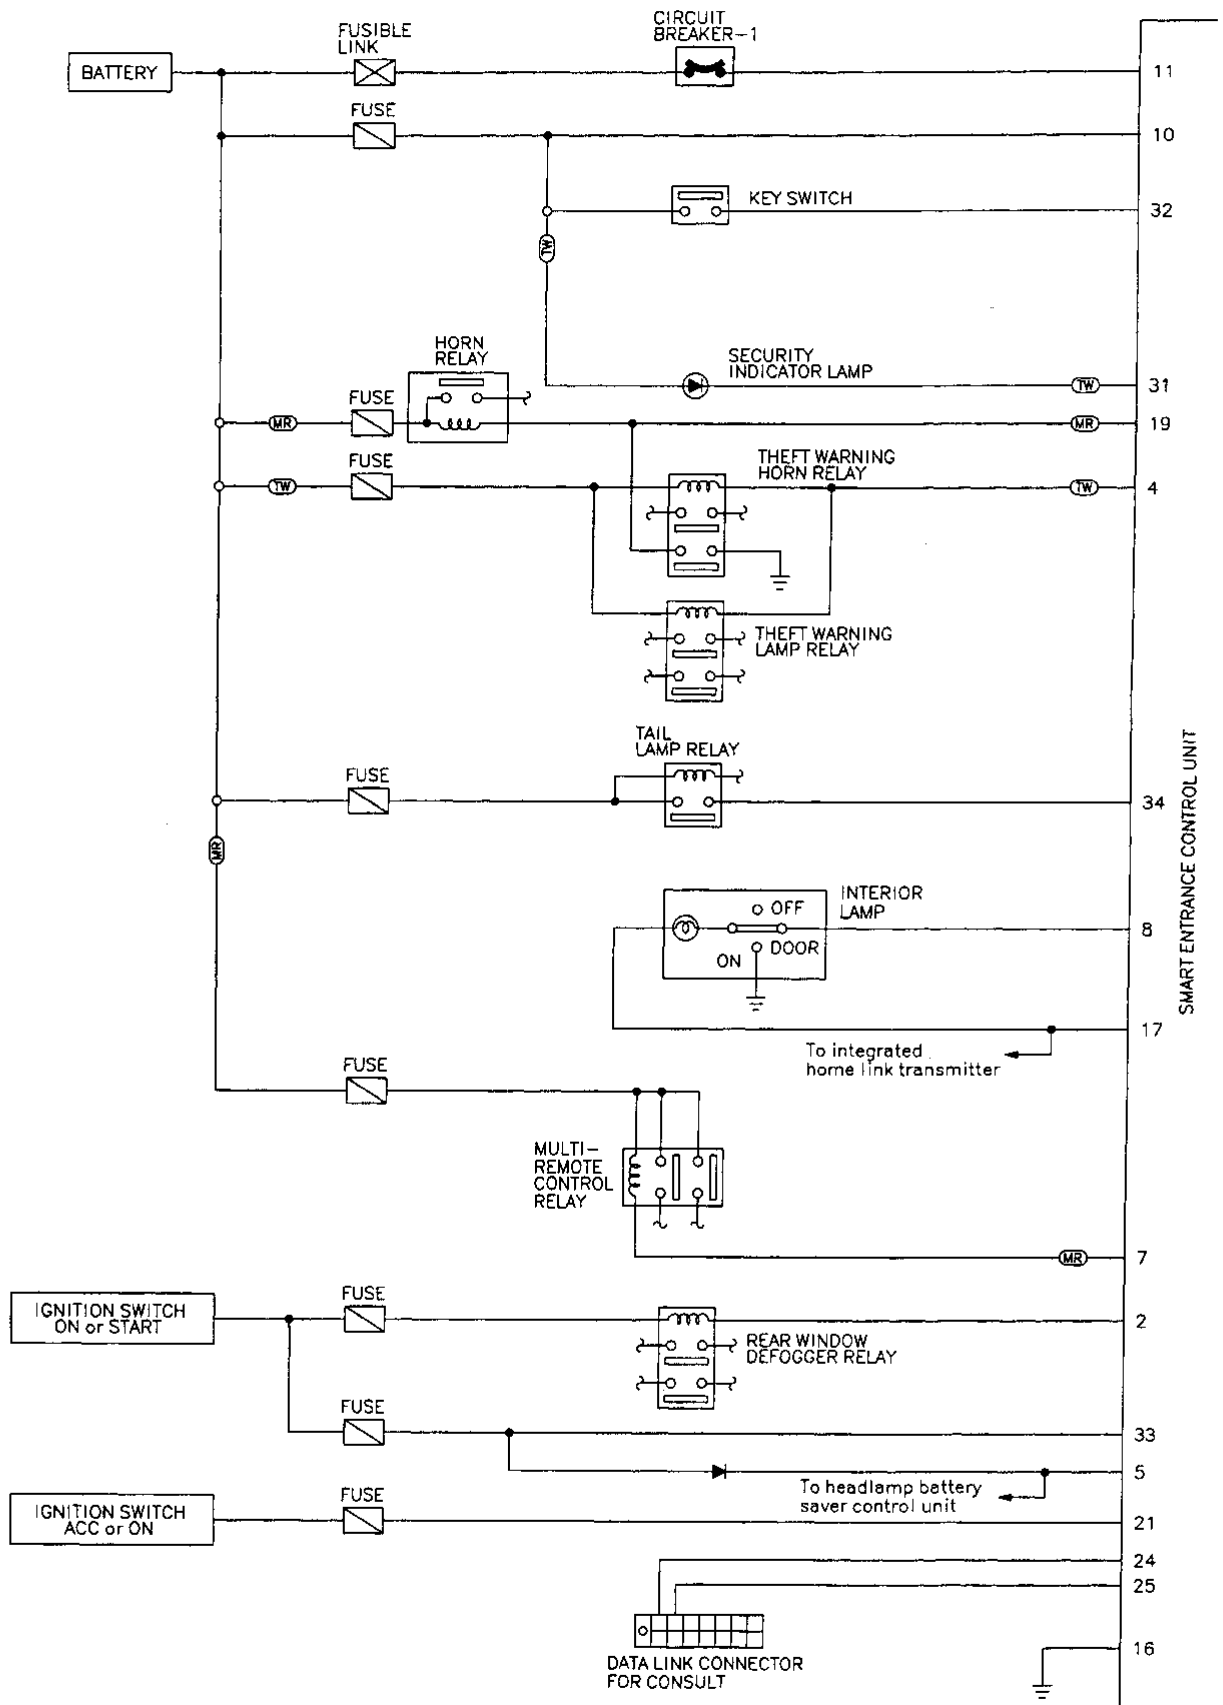 CIRCUIT
BREAKER-1
FUSIBLE
LINK
BATTERY
11
FUSE
10
KEY SWITCH
32
TW
HORN
RELAY
SECURITY
INDICATOR LAMP
TW
31
FUSE
MR
MR
19
FUSE
THEFT WARNING
HORN RELAY
TW
TW
4
THEFT WARNING
LAMP RELAY
TAIL
LAMP RELAY
FUSE
34
MR
SMART ENTRANCE CONTROL UNIT
INTERIOR
LAMP
OFF
8
DOOR
ON
17
To integrated
home link transmitter
FUSE
MULTI-
REMOTE
CONTROL
RELAY
MR
7
FUSE
IGNITION SWITCH
ON or START
2
REAR WINDOW
DEFOGGER RELAY
FUSE
33
5
To headlamp battery
saver control unit
FUSE
IGNITION SWITCH
ACC or ON
21
24
25
16
DATA LINK CONNECTOR
FOR CONSULT